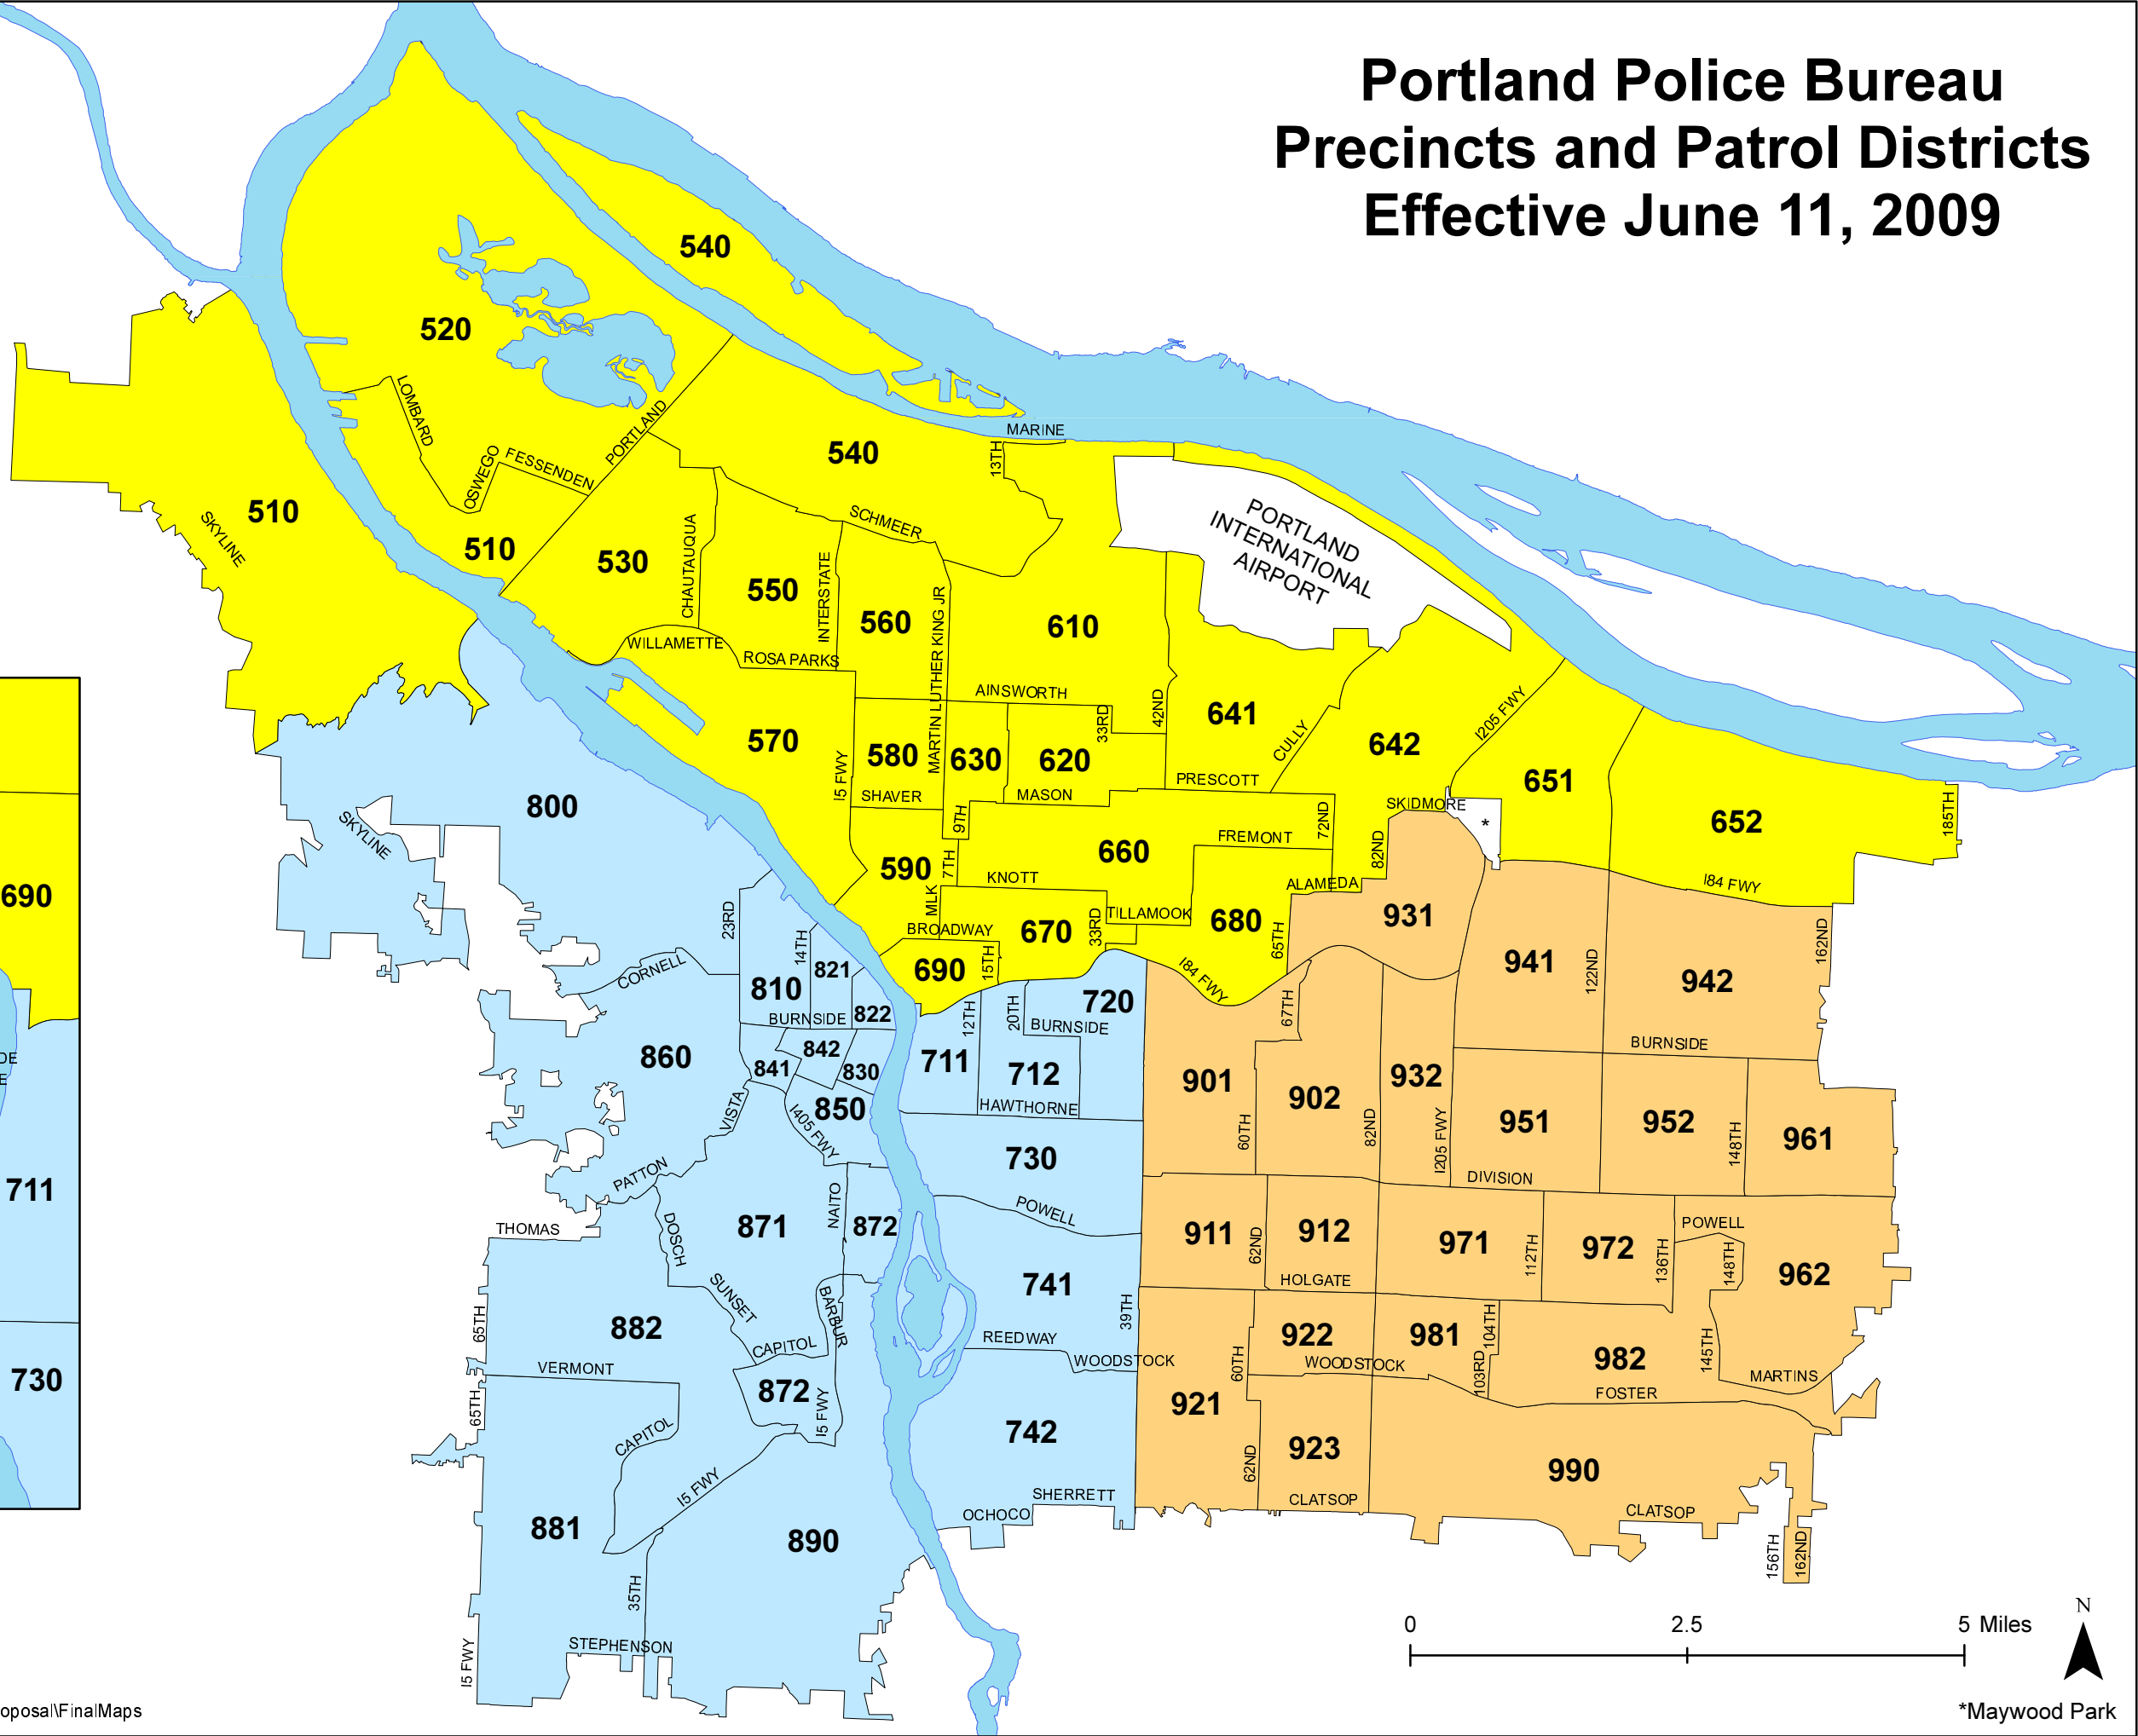 Portland Police Bureau
Precincts and Patrol Districts
Effective June 11, 2009
540
520
LOMBARD
OSWEGO
FESSENDEN
PORTLAND
540
MARINE
13TH
510
SKYLINE
510
530
CHAUTAUQUA
550
INTERSTATE
SCHMEER
560
MARTIN LUTHER KING JR
610
PORTLAND
INTERNATIONAL
AIRPORT
WILLAMETTE
ROSA PARKS
AINSWORTH
33RD
42ND
641
CULLY
642
I205 FWY
651
652
185TH
570
I5 FWY
580
630
620
PRESCOTT
SHAVER
MASON
SKIDMORE
*
800
SKYLINE
590
9TH
7TH
MLK
660
FREMONT
72ND
82ND
KNOTT
ALAMEDA
I84 FWY
690
23RD
14TH
BROADWAY
670
33RD
TILLAMOOK
680
65TH
931
162ND
CORNELL
810
821
822
690
15TH
I84 FWY
941
122ND
942
BURNSIDE
12TH
20TH
720
BURNSIDE
67TH
BURNSIDE
DE
E
860
842
841
830
711
712
901
902
932
VISTA
I405 FWY
850
HAWTHORNE
60TH
82ND
I205 FWY
951
952
148TH
961
711
PATTON
730
DIVISION
THOMAS
DOSCH
871
NAITO
872
POWELL
911
62ND
912
971
112TH
972
136TH
POWELL
148TH
962
SUNSET
BARBUR
741
39TH
HOLGATE
65TH
882
CAPITOL
REEDWAY
WOODSTOCK
60TH
922
WOODSTOCK
981
104TH
103RD
982
145TH
MARTINS
FOSTER
730
VERMONT
65TH
872
I5 FWY
CAPITOL
742
921
62ND
923
990
I5 FWY
SHERRETT
OCHOCO
CLATSOP
CLATSOP
881
890
35TH
156TH
162ND
STEPHENSON
I5 FWY
0
2.5
5 Miles
N
oposal\FinalMaps
*Maywood Park